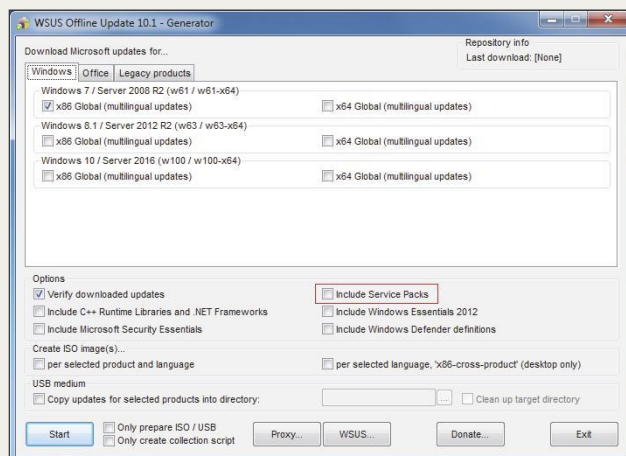 WSUS Offline Update 10.1 - Generator
Download Microsoft updates for...
Repository info
Last download: [None]
Windows Office Legacy products
Windows 7 / Server 2008 R2 (w61 / w61-x64)
x86 Global (multilingual updates) x64 Global (multilingual updates)
Windows 8.1 / Server 2012 R2 (w63 / w63-x64)
x86 Global (multilingual updates) x64 Global (multilingual updates)
Windows 10 / Server 2016 (w100 / w100-x64)
x86 Global (multilingual updates) x64 Global (multilingual updates)
Options
Verify downloaded updates Include Service Packs
Include C++ Runtime Libraries and .NET Frameworks Include Windows Essentials 2012
Include Microsoft Security Essentials Include Windows Defender definitions
Create ISO image(s)...
per selected product and language per selected language, 'x86-cross-product' (desktop only)
USB medium
Copy updates for selected products into directory: ... Clean up target directory
Start Only prepare ISO / USB Proxy... WSUS... Donate... Exit
Only create collection script